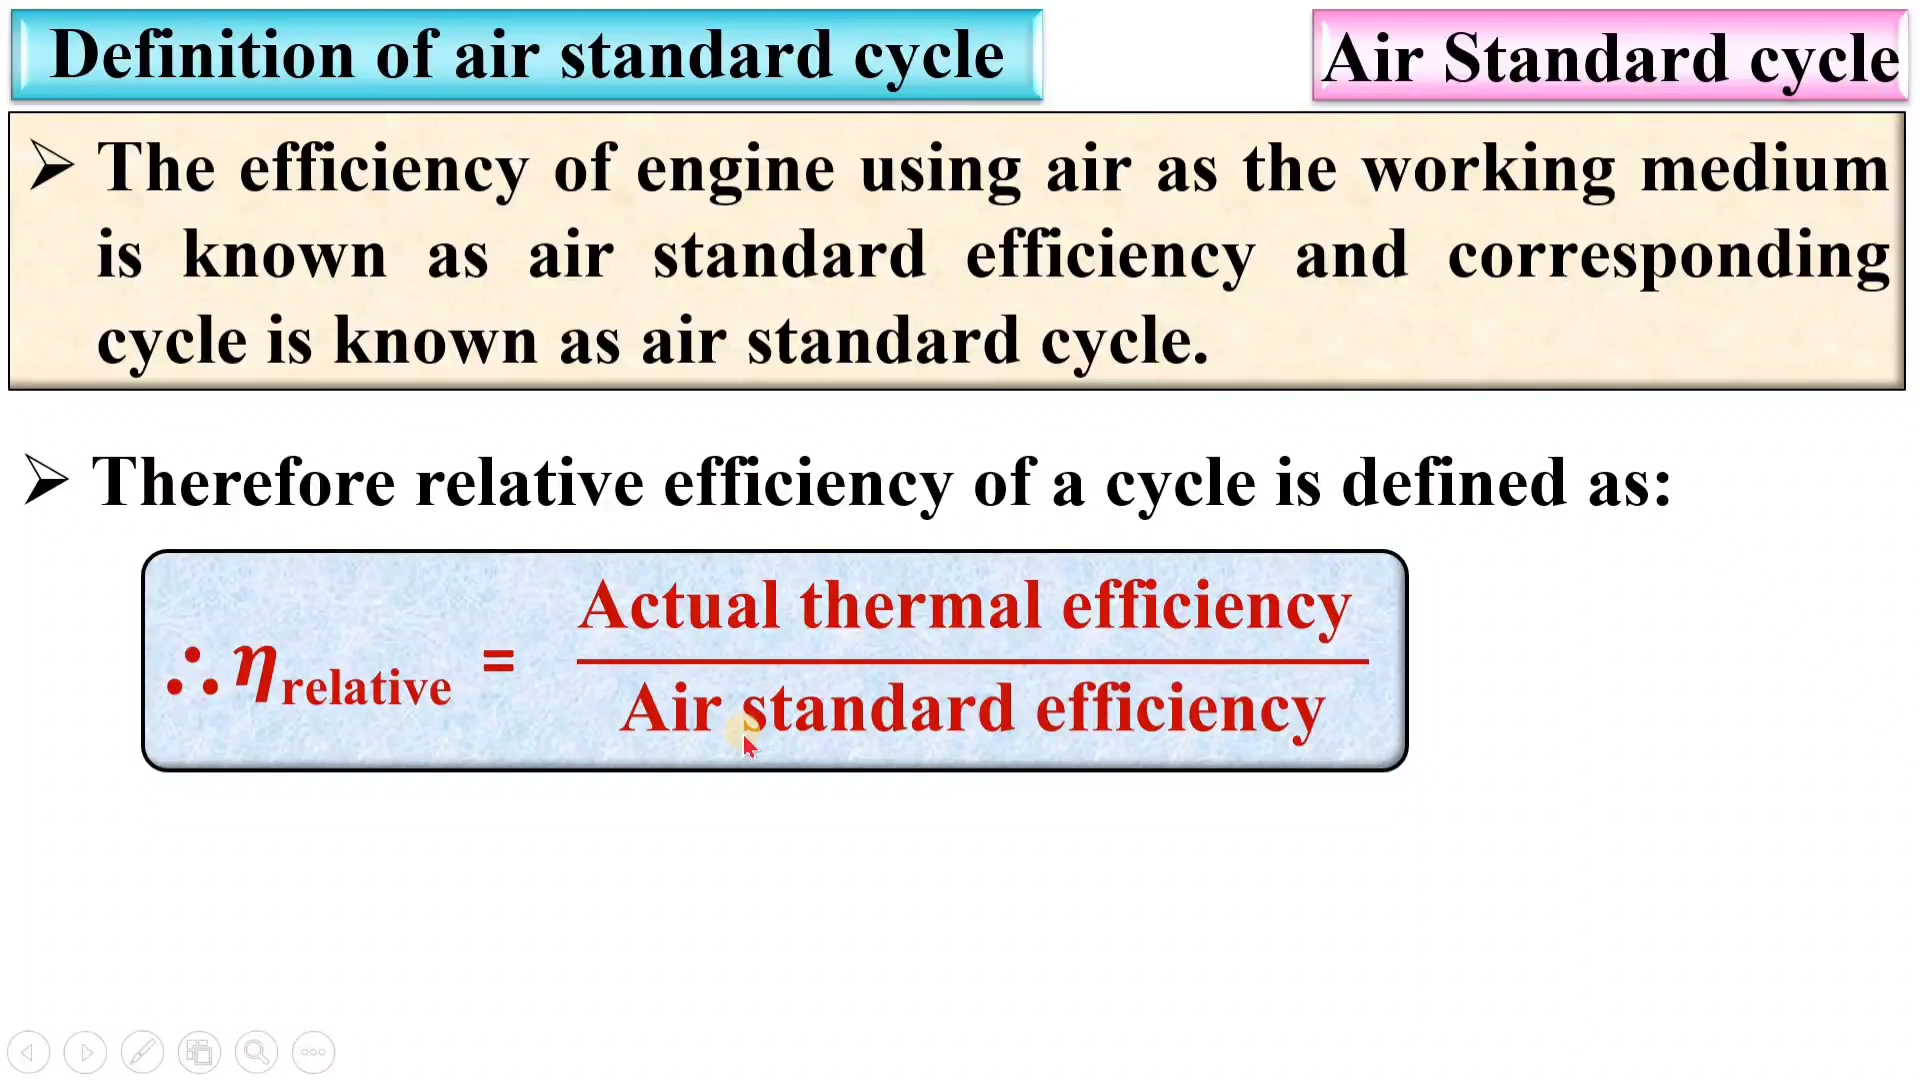 Definition of air standard cycle
Air Standard cycle
➢ The efficiency of engine using air as the working medium
is known as air standard efficiency and corresponding
cycle is known as air standard cycle.
➢ Therefore relative efficiency of a cycle is defined as:
Actual thermal efficiency
∴ η relative =
Air standard efficiency